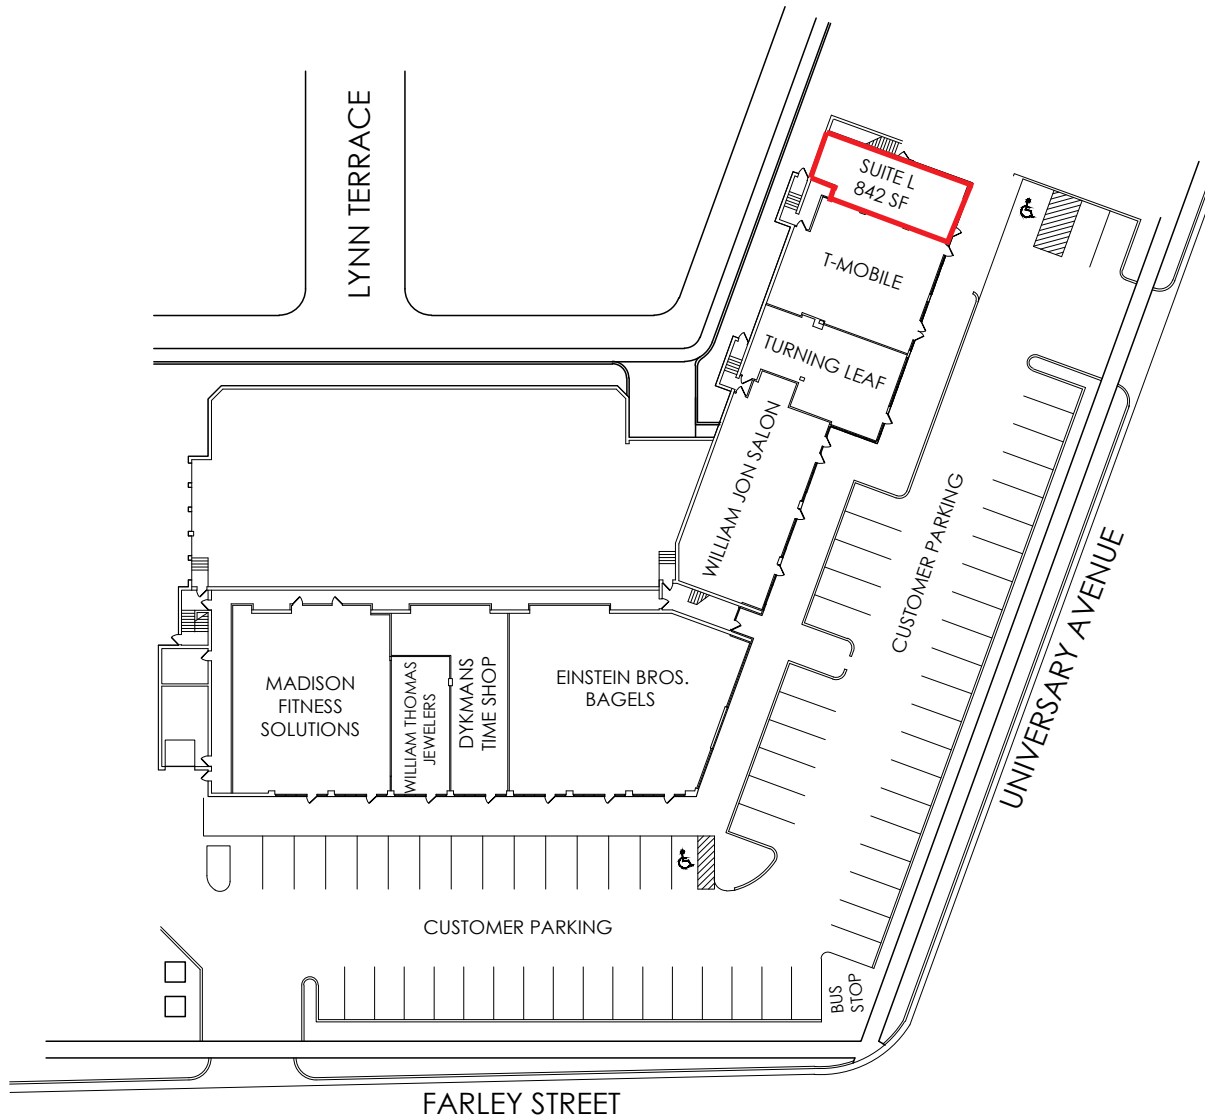 LYNN TERRACE
SUITE L
842 SF
T-MOBILE
TURNING LEAF
WILLIAM JON SALON
CUSTOMER PARKING
UNIVERSARY AVENUE
MADISON
FITNESS
SOLUTIONS
WILLIAM THOMAS
JEWELERS
DYKMANS
TIME SHOP
EINSTEIN BROS.
BAGELS
CUSTOMER PARKING
BUS
STOP
FARLEY STREET